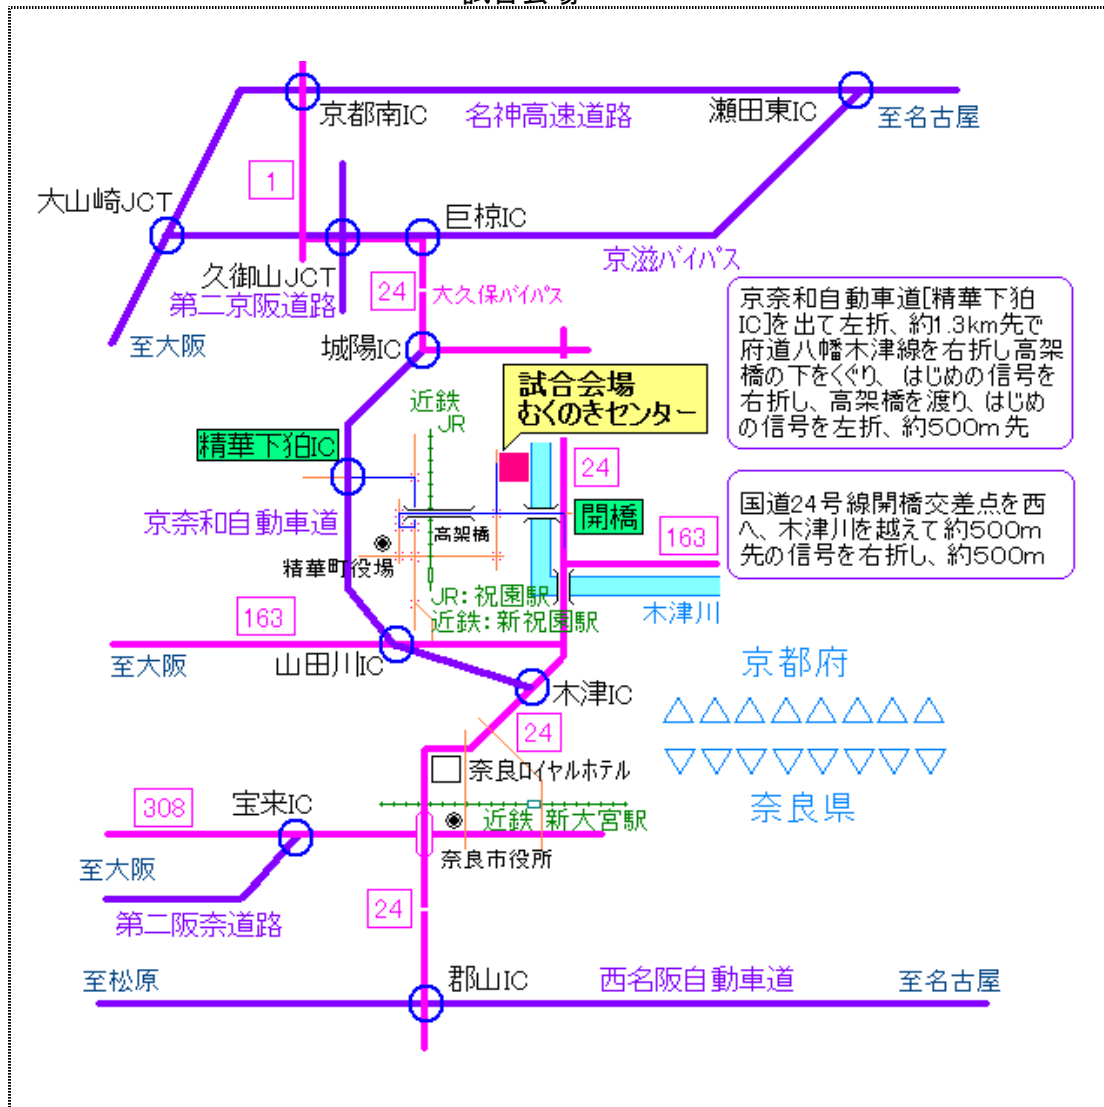 試合会場
京都南IC
名神高速道路
瀬田東IC
至名古屋
1
大山崎JCT
巨椋IC
久御山JCT
京滋バイパス
第二京阪道路
24
大久保バイパス
至大阪
城陽IC
京奈和自動車道[精華下狛
IC]を出て左折、約1.3km先で
府道八幡木津線を右折し高架
橋の下をくぐり、はじめの信号を
右折し、高架橋を渡り、はじめ
の信号を左折、約500m先
試合会場
むくのきセンター
近鉄
JR
精華下狛IC
24
京奈和自動車道
開橋
高架橋
163
国道24号線開橋交差点を西
へ、木津川を越えて約500m
先の信号を右折し、約500m
精華町役場
JR:祝園駅
近鉄:新祝園駅
木津川
163
至大阪
山田川IC
木津IC
京都府
24
奈良ロイヤルホテル
奈良県
308
宝来IC
近鉄 新大宮駅
至大阪
奈良市役所
第二阪奈道路
24
至松原
郡山IC
西名阪自動車道
至名古屋